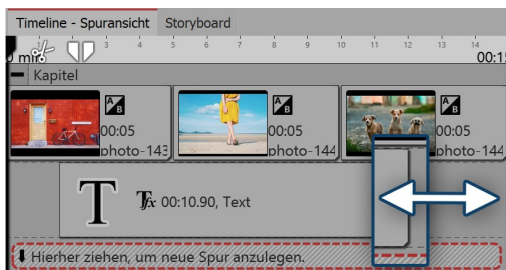 Timeline - Spuransicht Storyboard
3 4 5 6 7 8 9 10 11 12 13 14
0 min 00:15
Kapitel
A B A B A B
00:05 00:05 00:05
photo-143 photo-144 photo-144
T Tfx 00:10.90, Text
Hierher ziehen, um neue Spur anzulegen.